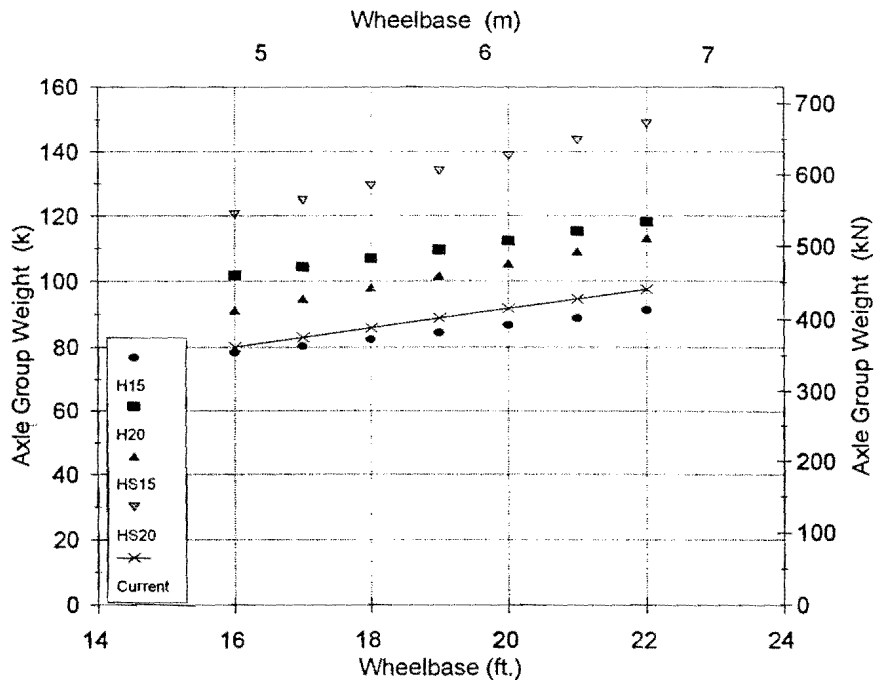 Wheelbase (m)
5 6 7
160
140
120
100
80
60
40
20
0
Axle Group Weight (k)
H15
H20
HS15
HS20
Current
700
600
500
400
300
200
100
0
Axle Group Weight (kN)
14 16 18 20 22 24
Wheelbase (ft.)